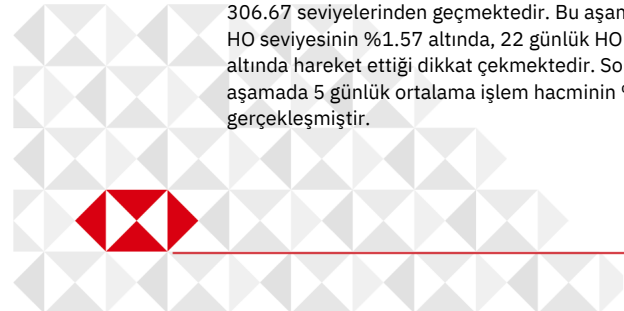 306.67 seviyelerinden geçmektedir. Bu aşan
HO seviyesinin %1.57 altında, 22 günlük HO
altında hareket ettiği dikkat çekmektedir. So
aşamada 5 günlük ortalama işlem hacminin %
gerçekleşmiştir.